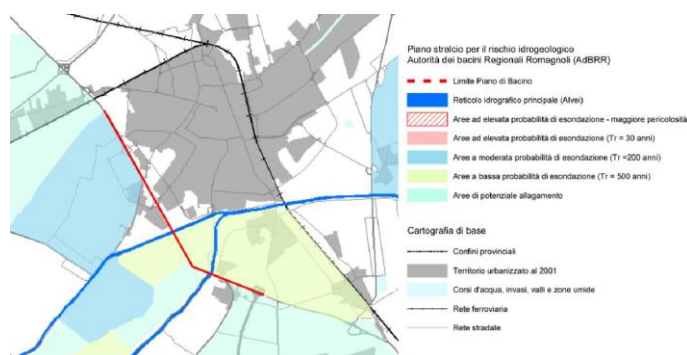 Piano stralcio per il rischio idrogeologico
Autorità dei bacini Regionali Romagnoli (AdBRR)
Limite Piano di Bacino
Reticolo idrografico principale (Alvei)
Aree ad elevata probabilità di esondazione - maggiore pericolosità
Aree ad elevata probabilità di esondazione (Tr = 30 anni)
Aree a moderata probabilità di esondazione (Tr =200 anni)
Aree a bassa probabilità di esondazione (Tr = 500 anni)
Aree di potenziale allagamento
Cartografia di base
Confini provinciali
Territorio urbanizzato al 2001
Corsi d'acqua, invasi, valli e zone umide
Rete ferroviaria
Rete stradale